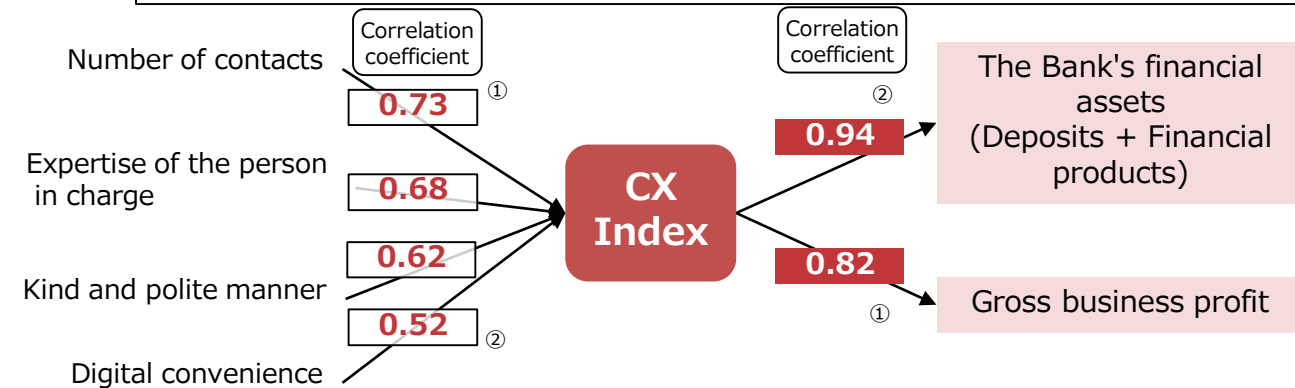 Correlation
coefficient
Correlation
coefficient
Number of contacts
①
0.73
Expertise of the person
in charge
0.68
0.62
Kind and polite manner
0.52
②
Digital convenience
CX
Index
②
0.94
The Bank's financial
assets
(Deposits + Financial
products)
0.82
①
Gross business profit